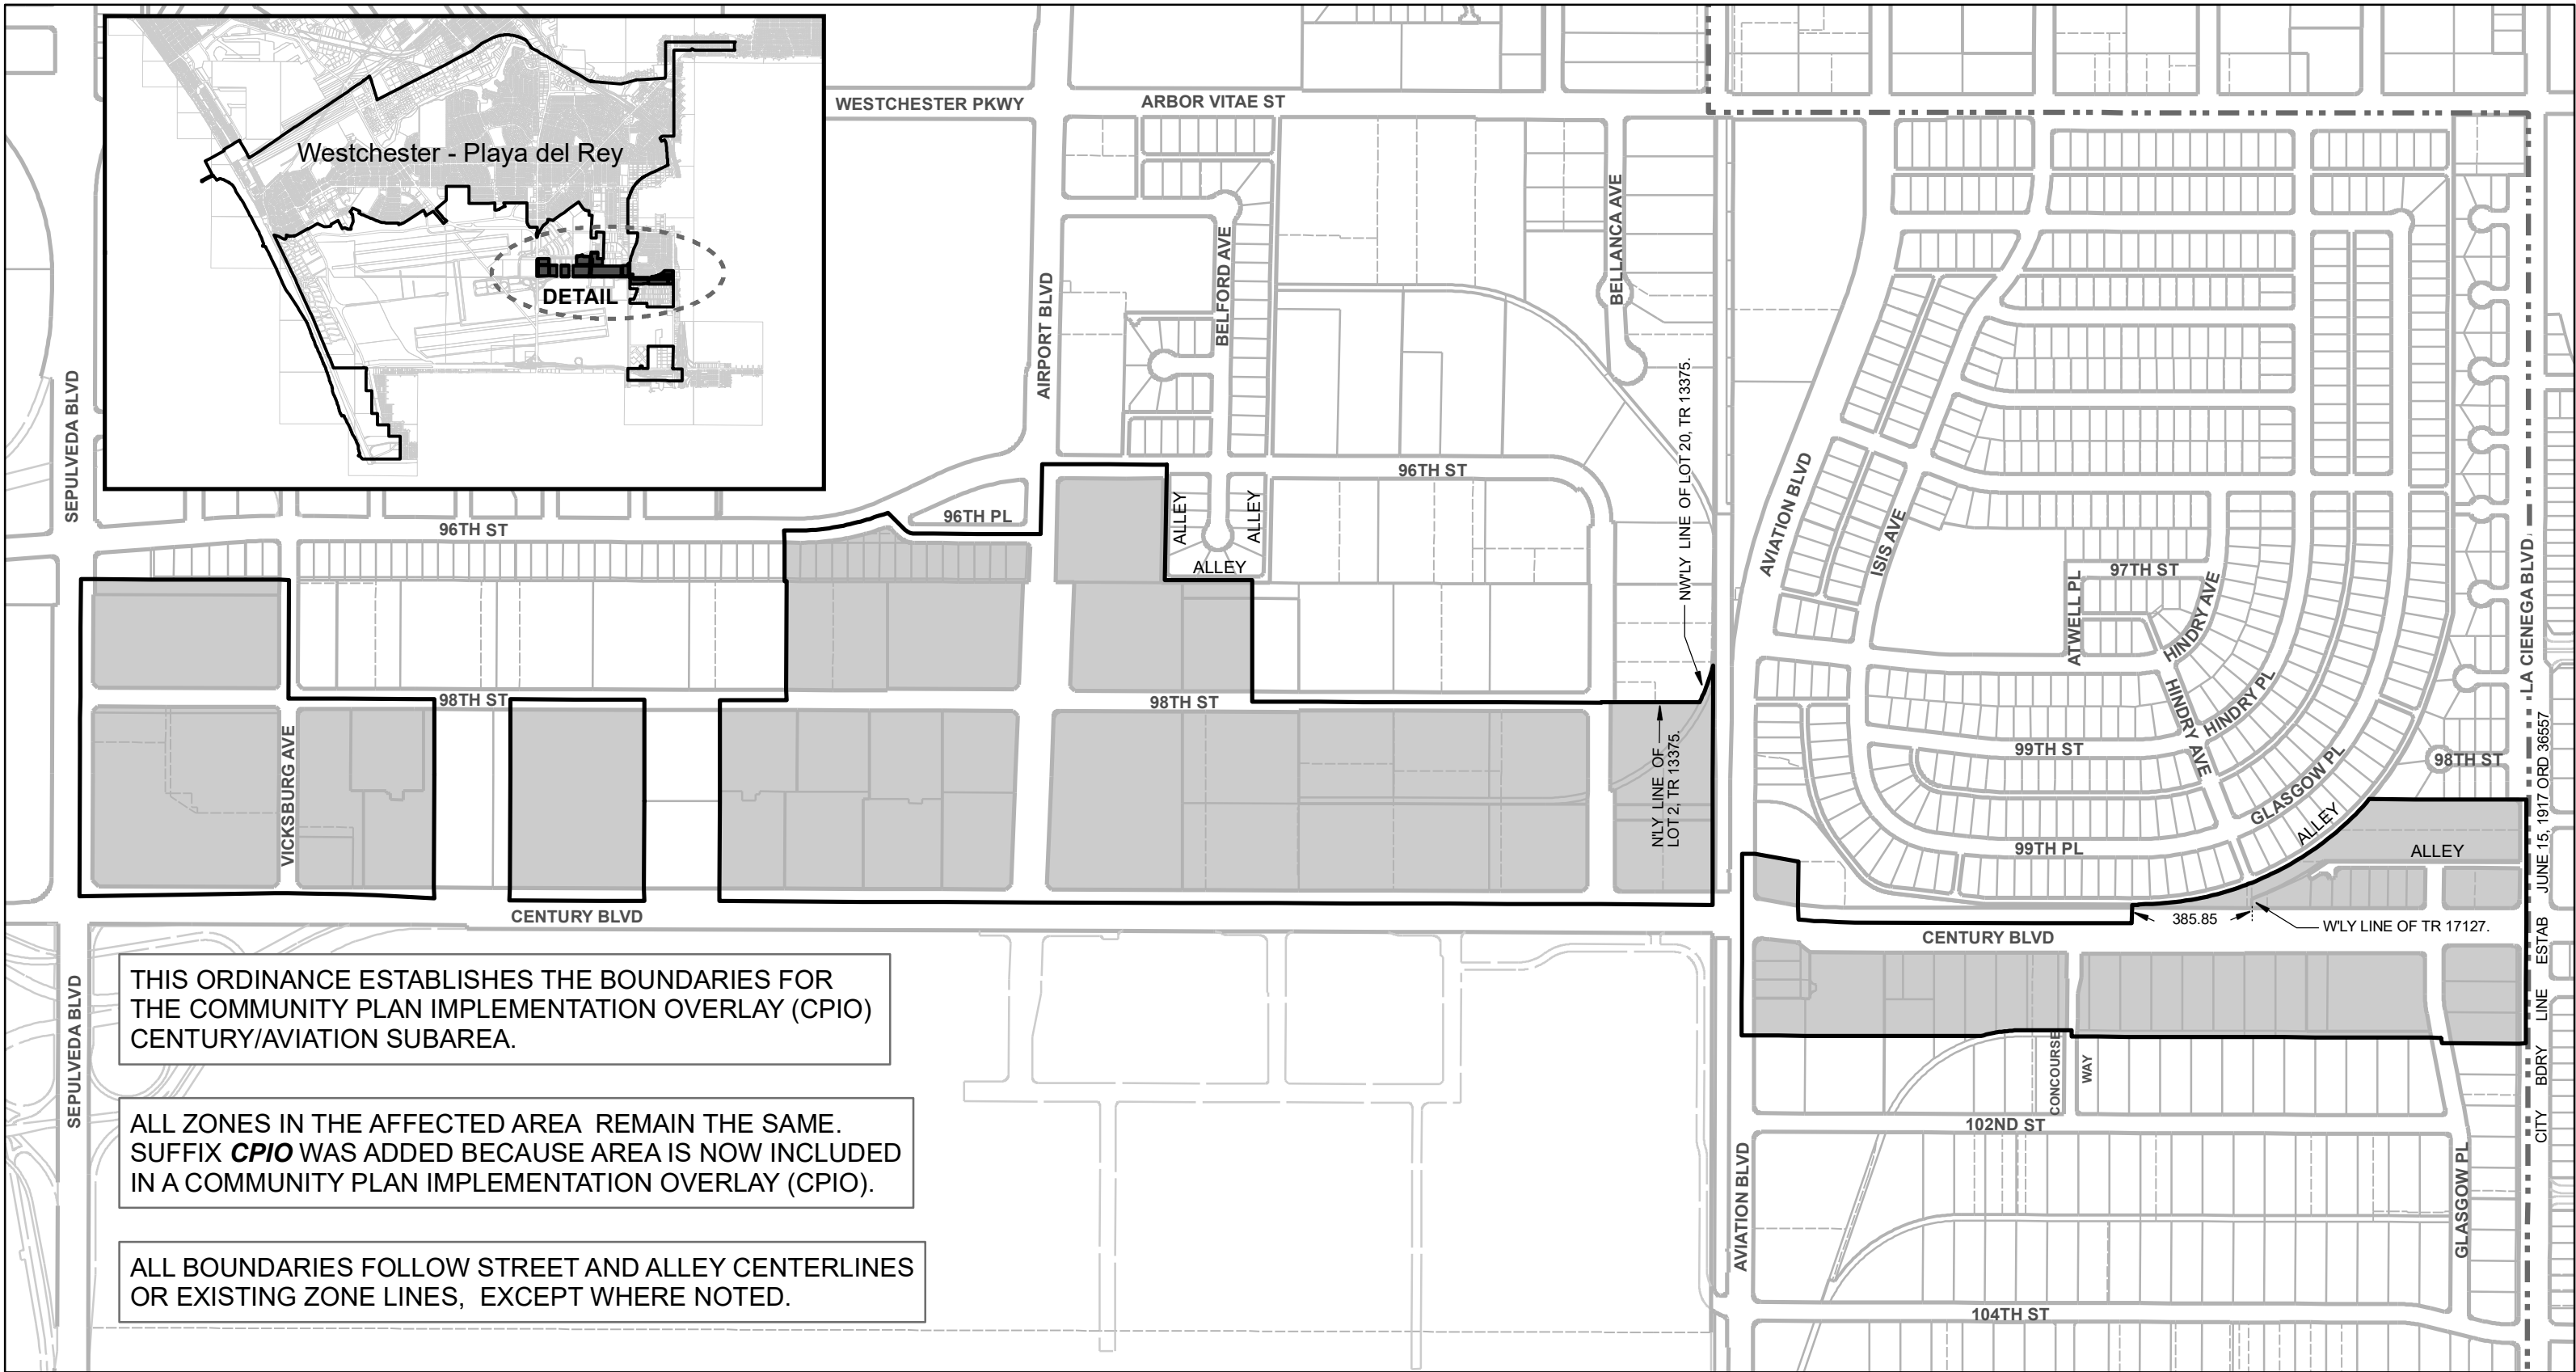 Westchester - Playa del Rey
DETAIL
WESTCHESTER PKWY
ARBOR VITAE ST
SEPULVEDA BLVD
AIRPORT BLVD
BELFORD AVE
BELLANCA AVE
NW'LY LINE OF LOT 20, TR 13375.
AVIATION BLVD
ISIS AVE
96TH ST
96TH PL
96TH ST
ALLEY
ALLEY
ALLEY
ATWELL PL
97TH ST
HINDRY AVE
HINDRY PL
HINDRY AVE
LA CIENEGA BLVD
98TH ST
98TH ST
VICKSBURG AVE
N'LY LINE OF
LOT 2, TR 13375.
99TH ST
GLASGOW PL
98TH ST
ALLEY
ALLEY
99TH PL
CENTURY BLVD
385.85
W'LY LINE OF TR 17127.
CENTURY BLVD
CITY BDRY LINE ESTAB JUNE 15, 1917 ORD 36557
SEPULVEDA BLVD
THIS ORDINANCE ESTABLISHES THE BOUNDARIES FOR
THE COMMUNITY PLAN IMPLEMENTATION OVERLAY (CPIO)
CENTURY/AVIATION SUBAREA.
ALL ZONES IN THE AFFECTED AREA REMAIN THE SAME.
SUFFIX CPIO WAS ADDED BECAUSE AREA IS NOW INCLUDED
IN A COMMUNITY PLAN IMPLEMENTATION OVERLAY (CPIO).
ALL BOUNDARIES FOLLOW STREET AND ALLEY CENTERLINES
OR EXISTING ZONE LINES, EXCEPT WHERE NOTED.
CONCOURSE
WAY
102ND ST
AVIATION BLVD
GLASGOW PL
104TH ST